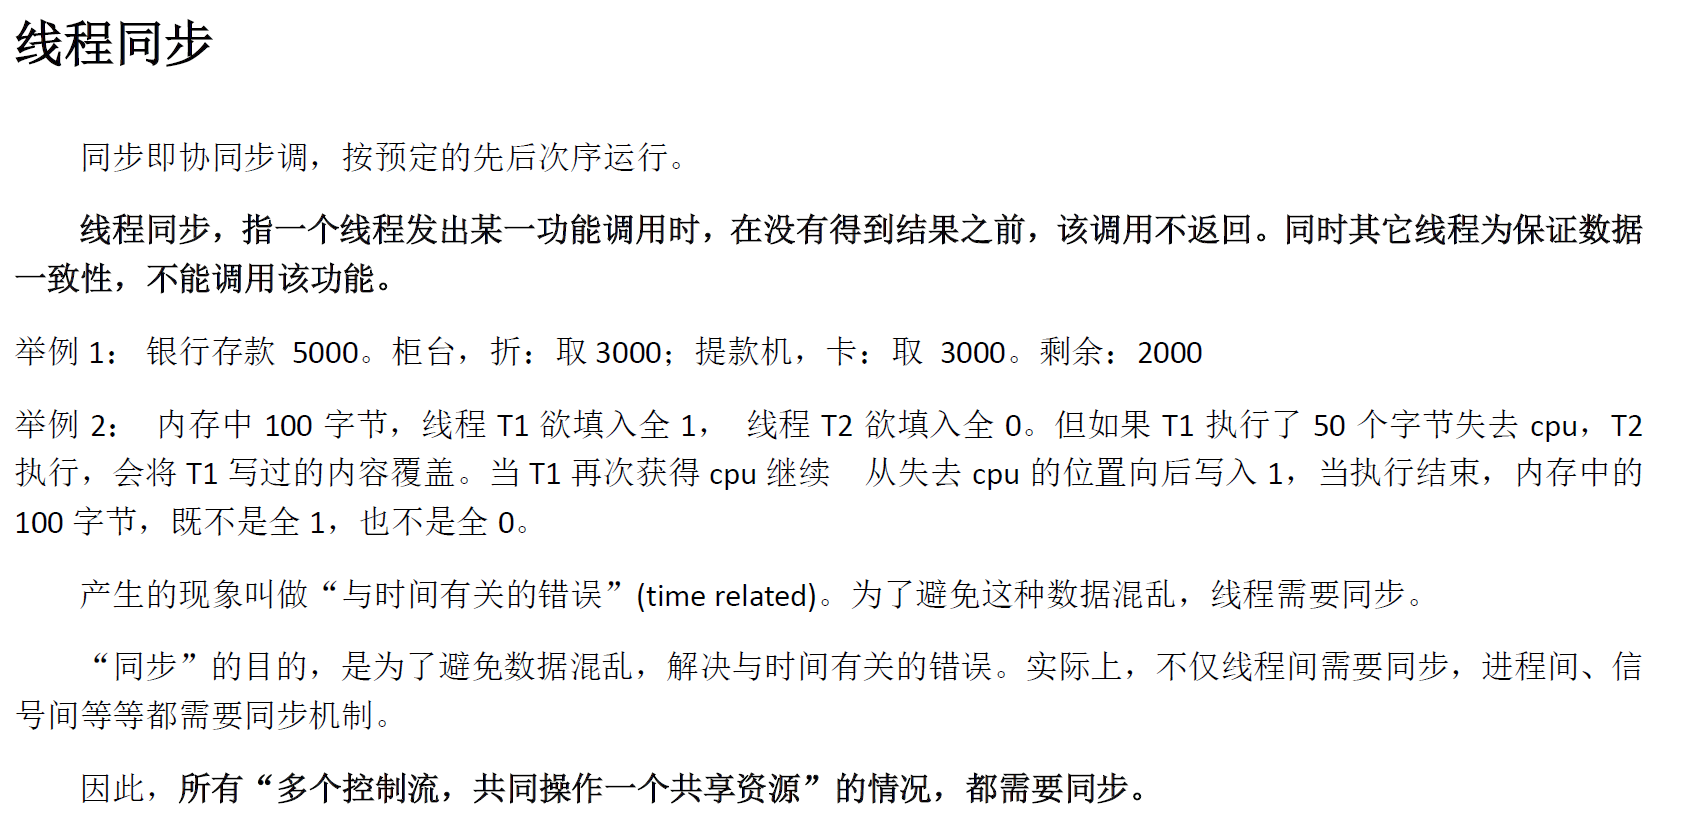 线程同步
同步即协同步调，按预定的先后次序运行。
线程同步，指一个线程发出某一功能调用时，在没有得到结果之前，该调用不返回。同时其它线程为保证数据
一致性，不能调用该功能。
举例 1： 银行存款 5000。柜台，折：取 3000；提款机，卡：取 3000。剩余：2000
举例 2： 内存中 100 字节，线程 T1 欲填入全 1， 线程 T2 欲填入全 0。但如果 T1 执行了 50 个字节失去 cpu，T2
执行，会将 T1 写过的内容覆盖。当 T1 再次获得 cpu 继续 从失去 cpu 的位置向后写入 1，当执行结束，内存中的
100 字节，既不是全 1，也不是全 0。
产生的现象叫做“与时间有关的错误”(time related)。为了避免这种数据混乱，线程需要同步。
“同步”的目的，是为了避免数据混乱，解决与时间有关的错误。实际上，不仅线程间需要同步，进程间、信
号间等等都需要同步机制。
因此，所有“多个控制流，共同操作一个共享资源”的情况，都需要同步。